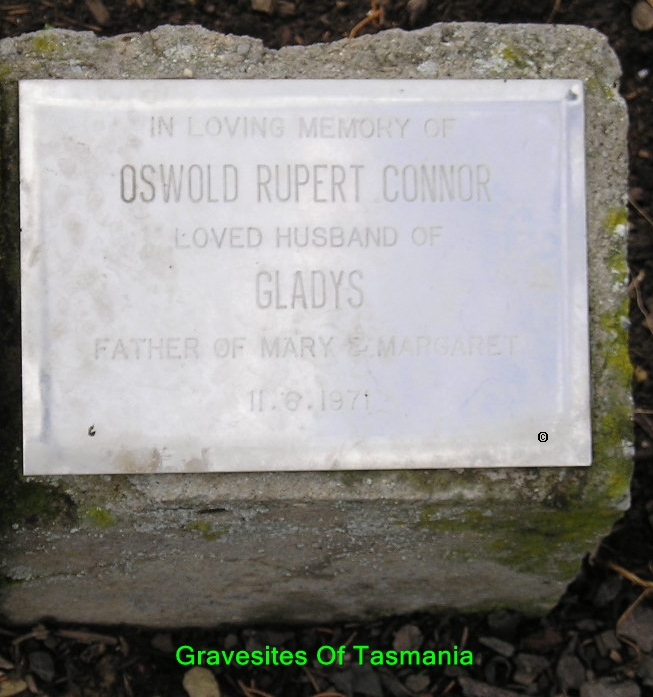 IN LOVING MEMORY OF
OSWOLD RUPERT CONNOR
LOVED HUSBAND OF
GLADYS
FATHER OF MARY & MARGARET
11.6.1971
©
Gravesites Of Tasmania